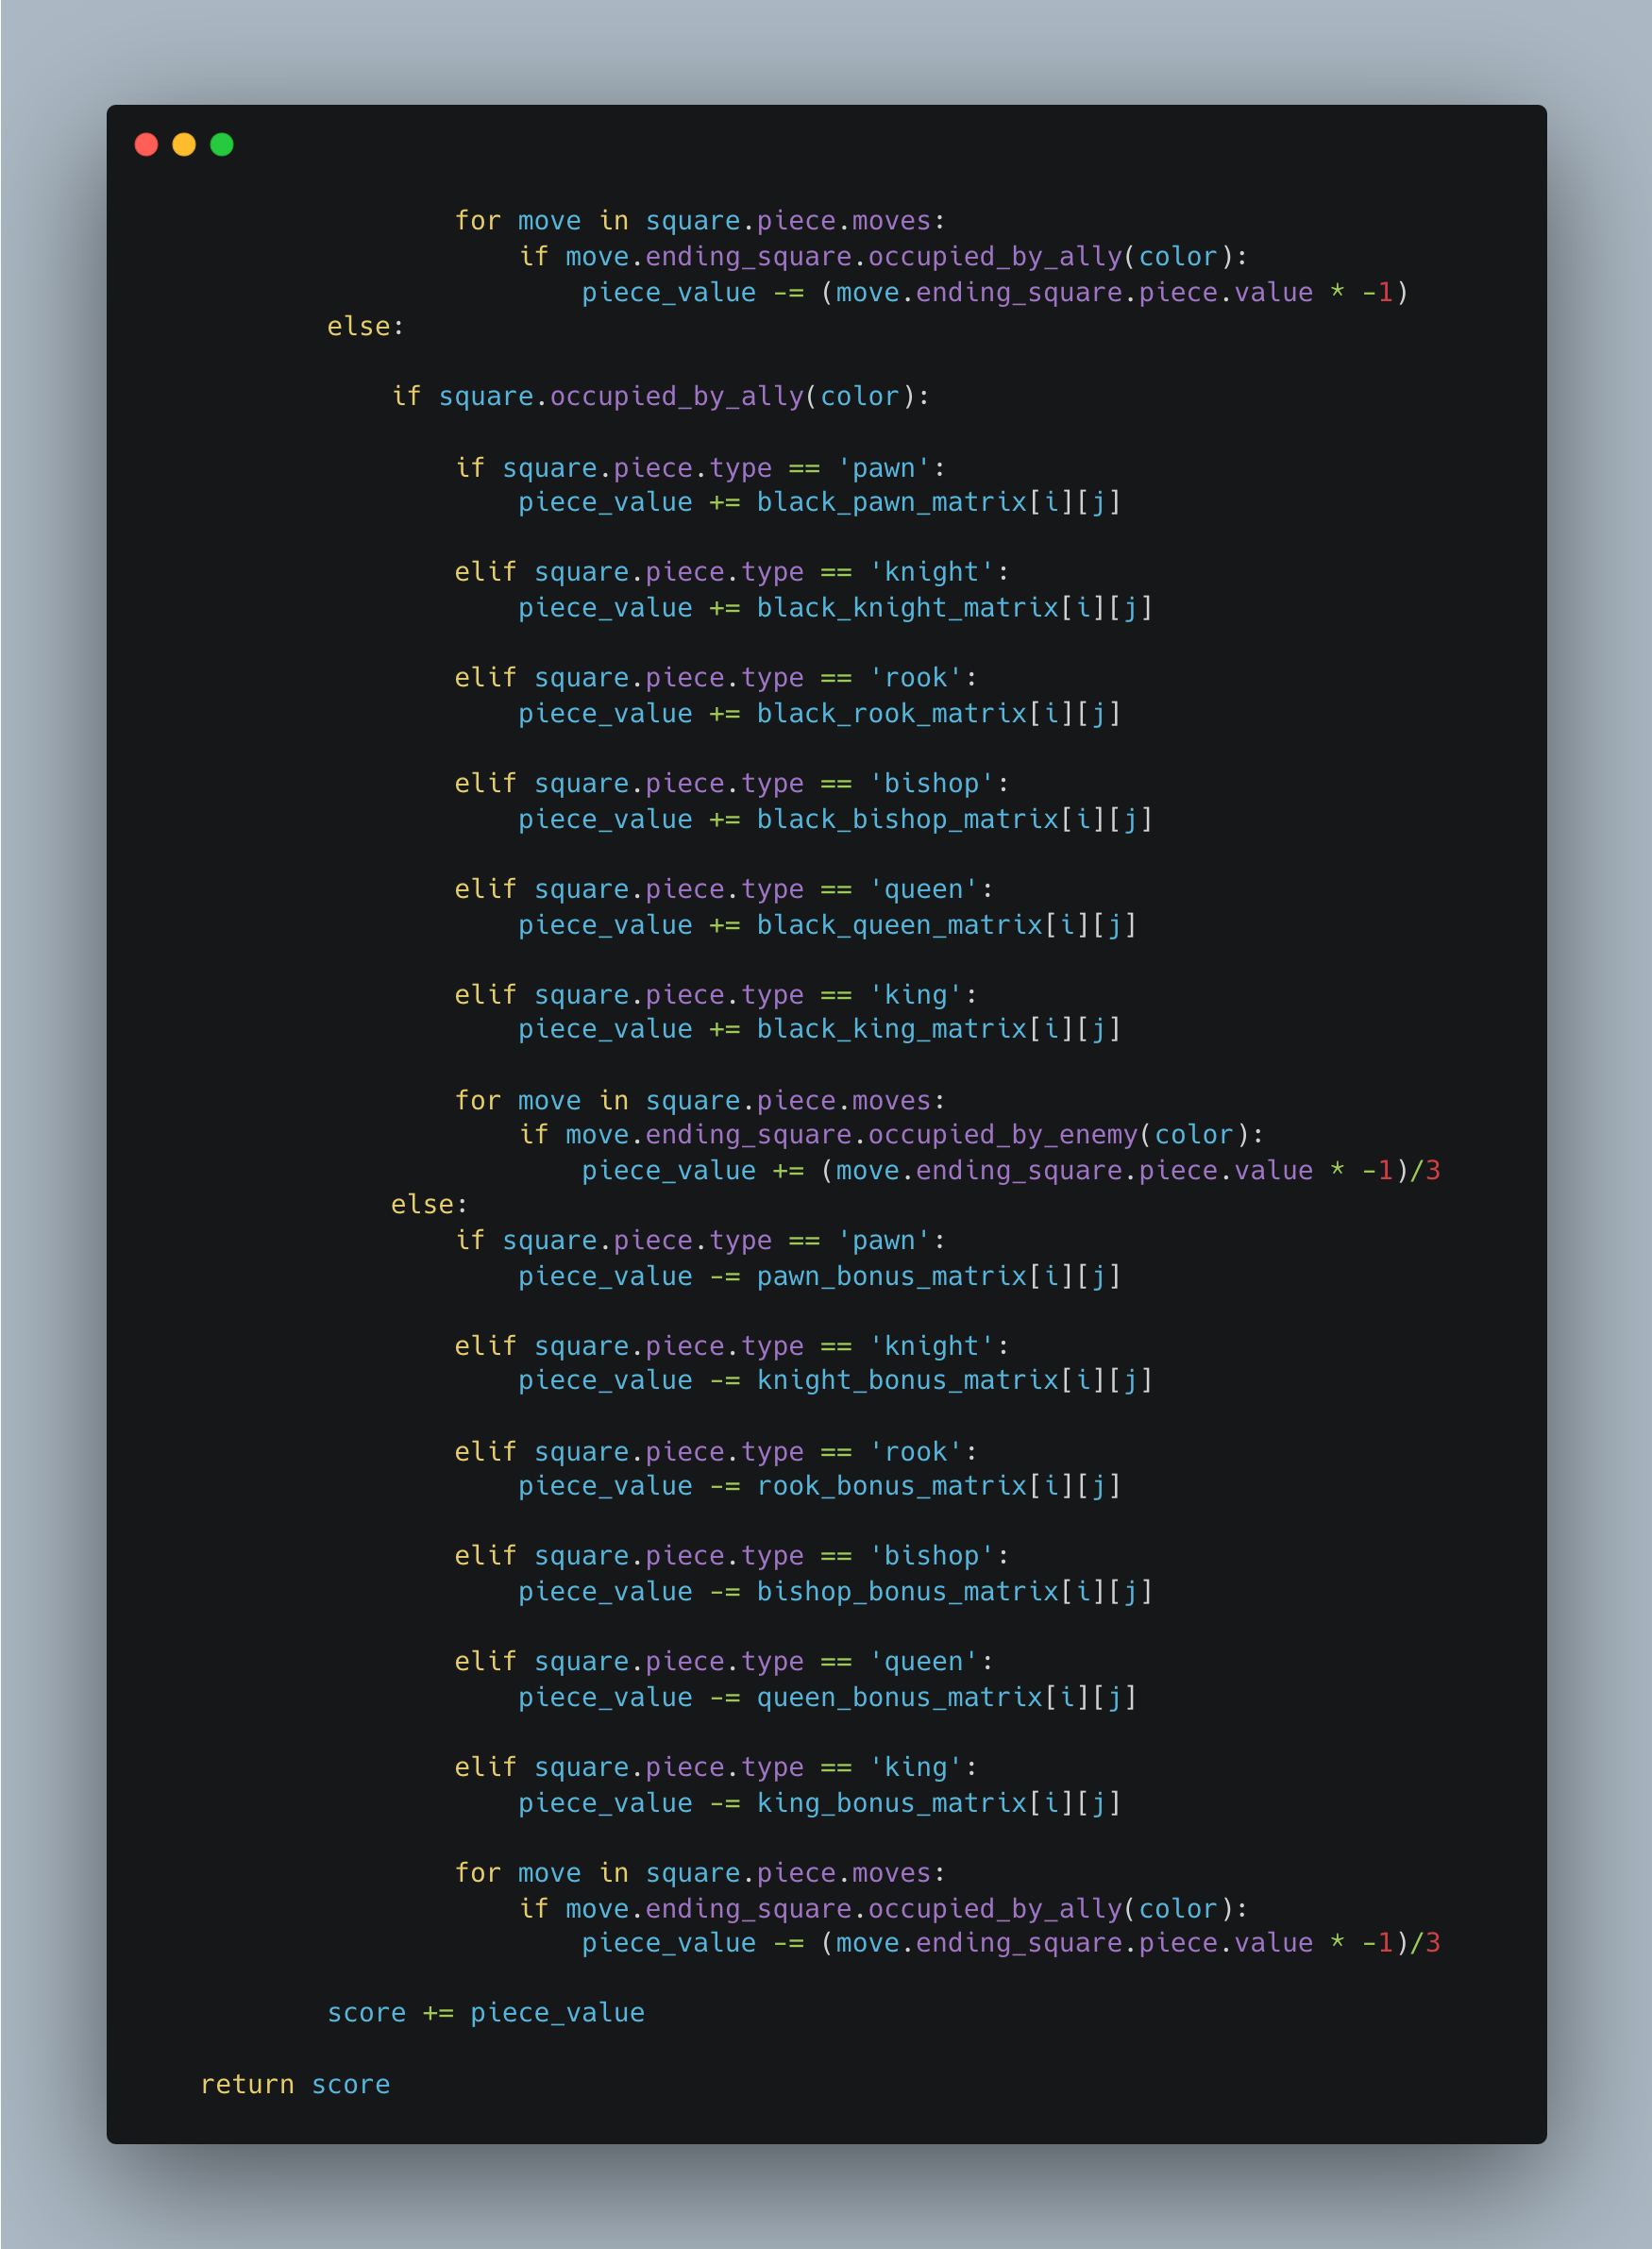 for move in square.piece.moves:
if move.ending_square.occupied_by_ally(color):
piece_value -= (move.ending_square.piece.value * -1)
else:
if square.occupied_by_ally(color):
if square.piece.type == 'pawn':
piece_value += black_pawn_matrix[i][j]
elif square.piece.type == 'knight':
piece_value += black_knight_matrix[i][j]
elif square.piece.type == 'rook':
piece_value += black_rook_matrix[i][j]
elif square.piece.type == 'bishop':
piece_value += black_bishop_matrix[i][j]
elif square.piece.type == 'queen':
piece_value += black_queen_matrix[i][j]
elif square.piece.type == 'king':
piece_value += black_king_matrix[i][j]
for move in square.piece.moves:
if move.ending_square.occupied_by_enemy(color):
piece_value += (move.ending_square.piece.value * -1)/3
else:
if square.piece.type == 'pawn':
piece_value -= pawn_bonus_matrix[i][j]
elif square.piece.type == 'knight':
piece_value -= knight_bonus_matrix[i][j]
elif square.piece.type == 'rook':
piece_value -= rook_bonus_matrix[i][j]
elif square.piece.type == 'bishop':
piece_value -= bishop_bonus_matrix[i][j]
elif square.piece.type == 'queen':
piece_value -= queen_bonus_matrix[i][j]
elif square.piece.type == 'king':
piece_value -= king_bonus_matrix[i][j]
for move in square.piece.moves:
if move.ending_square.occupied_by_ally(color):
piece_value -= (move.ending_square.piece.value * -1)/3
score += piece_value
return score